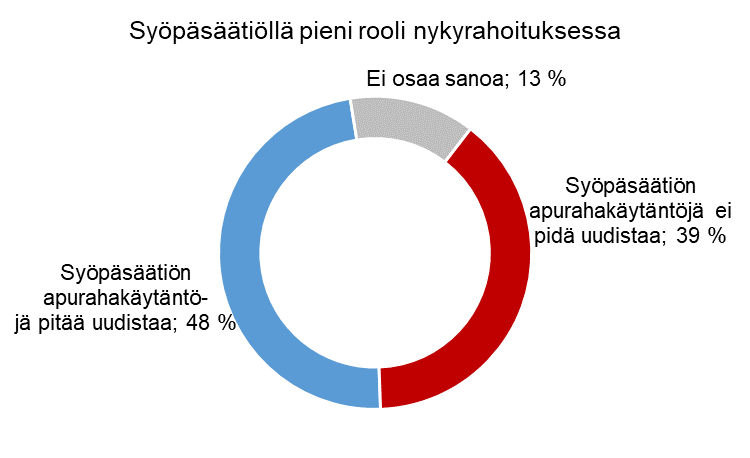 Syöpäsäätiöllä pieni rooli nykyrahoituksessa
Ei osaa sanoa; 13 %
Syöpäsäätiön
apurahakäytäntöjä ei
pidä uudistaa; 39 %
Syöpäsäätiön
apurahakäytäntö-
jä pitää uudistaa; 48 %